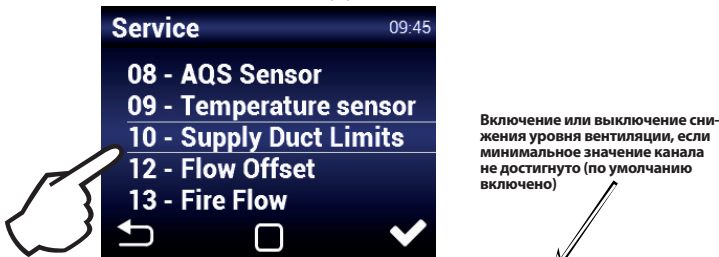 Service 09:45
08 - AQS Sensor
09 - Temperature sensor
10 - Supply Duct Limits
12 - Flow Offset
13 - Fire Flow
Включение или выключение сни-
жения уровня вентиляции, если
минимальное значение канала
не достигнуто (по умолчанию
включено)